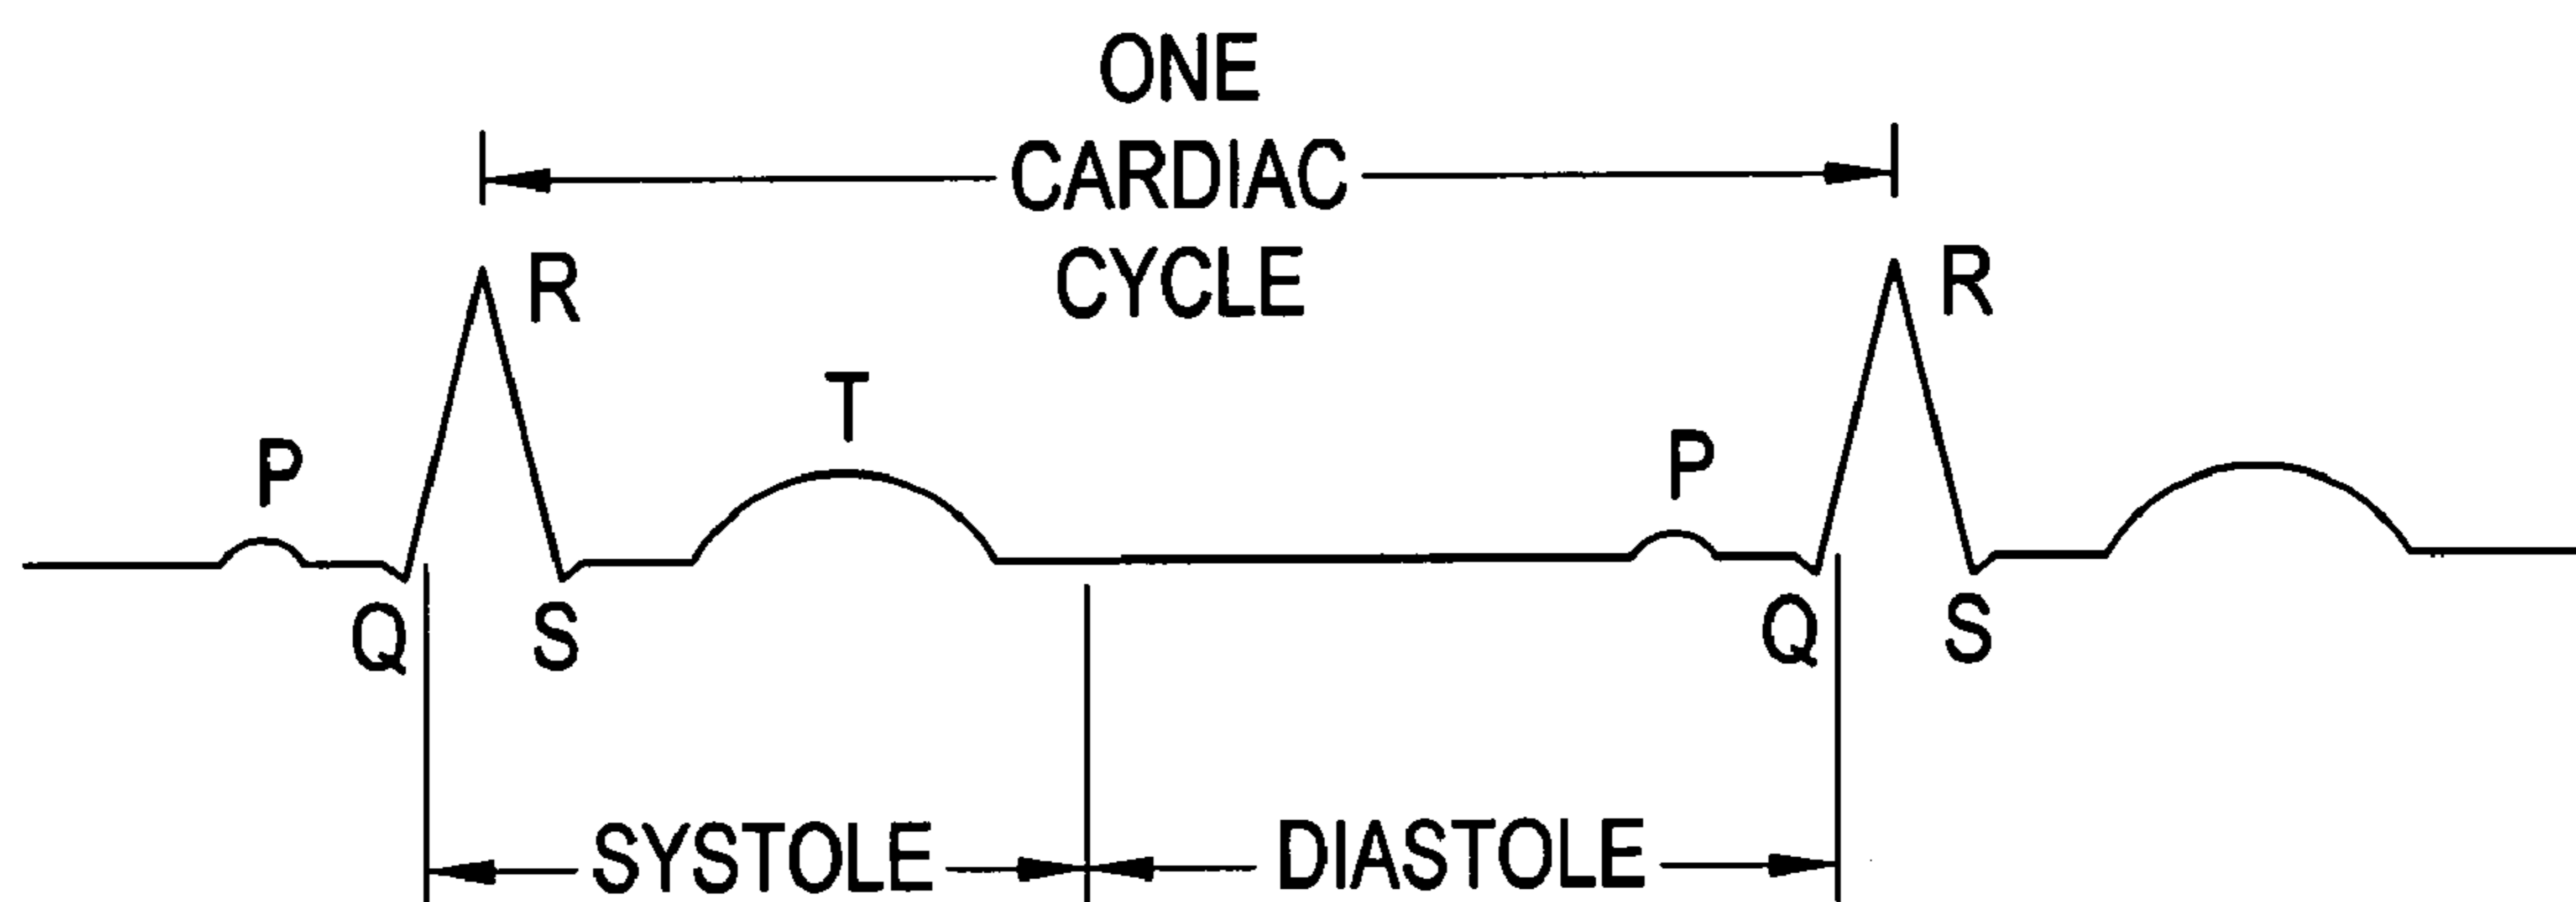 ONE
CARDIAC
CYCLE
R
R
T
P
P
Q
S
Q
S
SYSTOLE
DIASTOLE